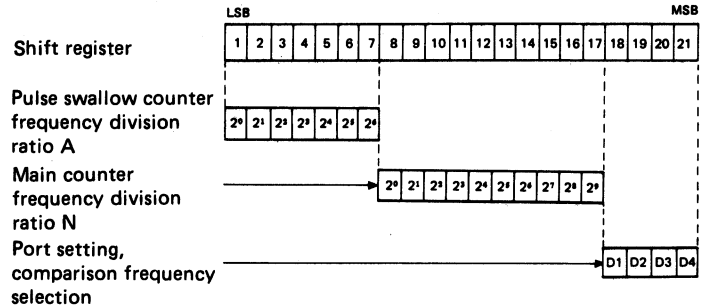 LSB MSB
Shift register 1 2 3 4 5 6 7 8 9 10 11 12 13 14 15 16 17 18 19 20 21
Pulse swallow counter
frequency division
ratio A
2⁰ 2¹ 2² 2³ 2⁴ 2⁵ 2⁶
Main counter
frequency division
ratio N
2⁰ 2¹ 2² 2³ 2⁴ 2⁵ 2⁶ 2⁷ 2⁸ 2⁹
Port setting,
comparison frequency
selection
D1 D2 D3 D4